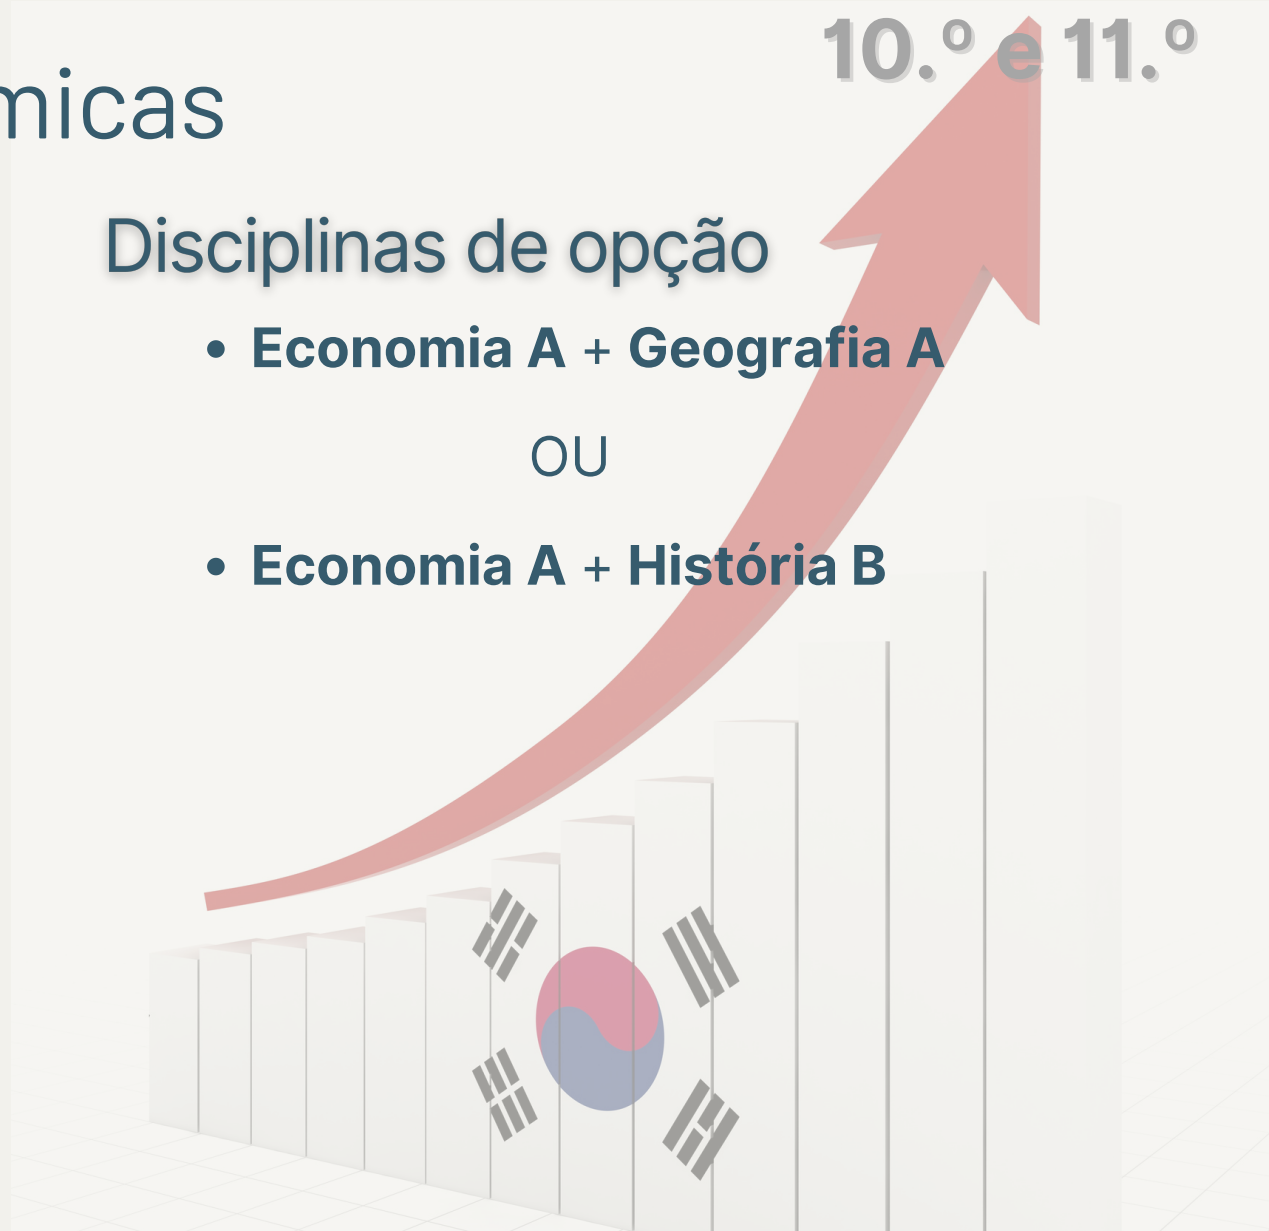 10.º e 11.º
micas
Disciplinas de opção
• Economia A + Geografia A
OU
• Economia A + História B